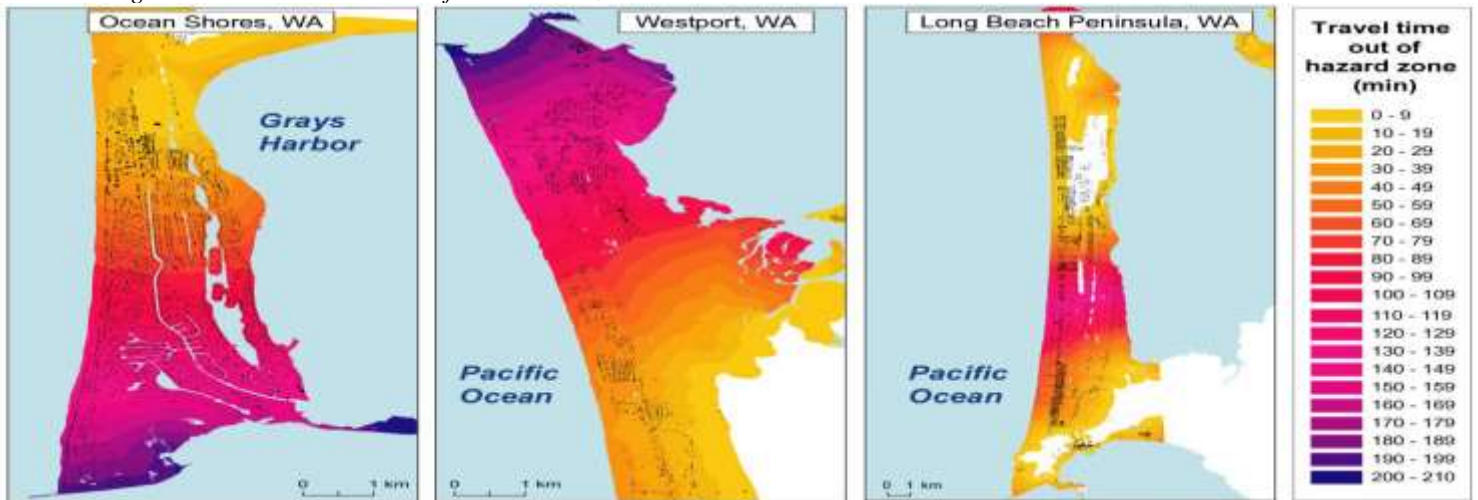 Ocean Shores, WA
Grays
Harbor
1 km
Westport, WA
Pacific
Ocean
0
1 km
Long Beach Peninsula, WA
Pacific
Ocean
0 1 km
Travel time
out of
hazard zone
(min)
0 - 9
10 - 19
20 - 29
30 - 39
40 - 49
50 - 59
60 - 69
70 - 79
80 - 89
90 - 99
100 - 109
110 - 119
120 - 129
130 - 139
140 - 149
150 - 159
160 - 169
170 - 179
180 - 189
190 - 199
200 - 210